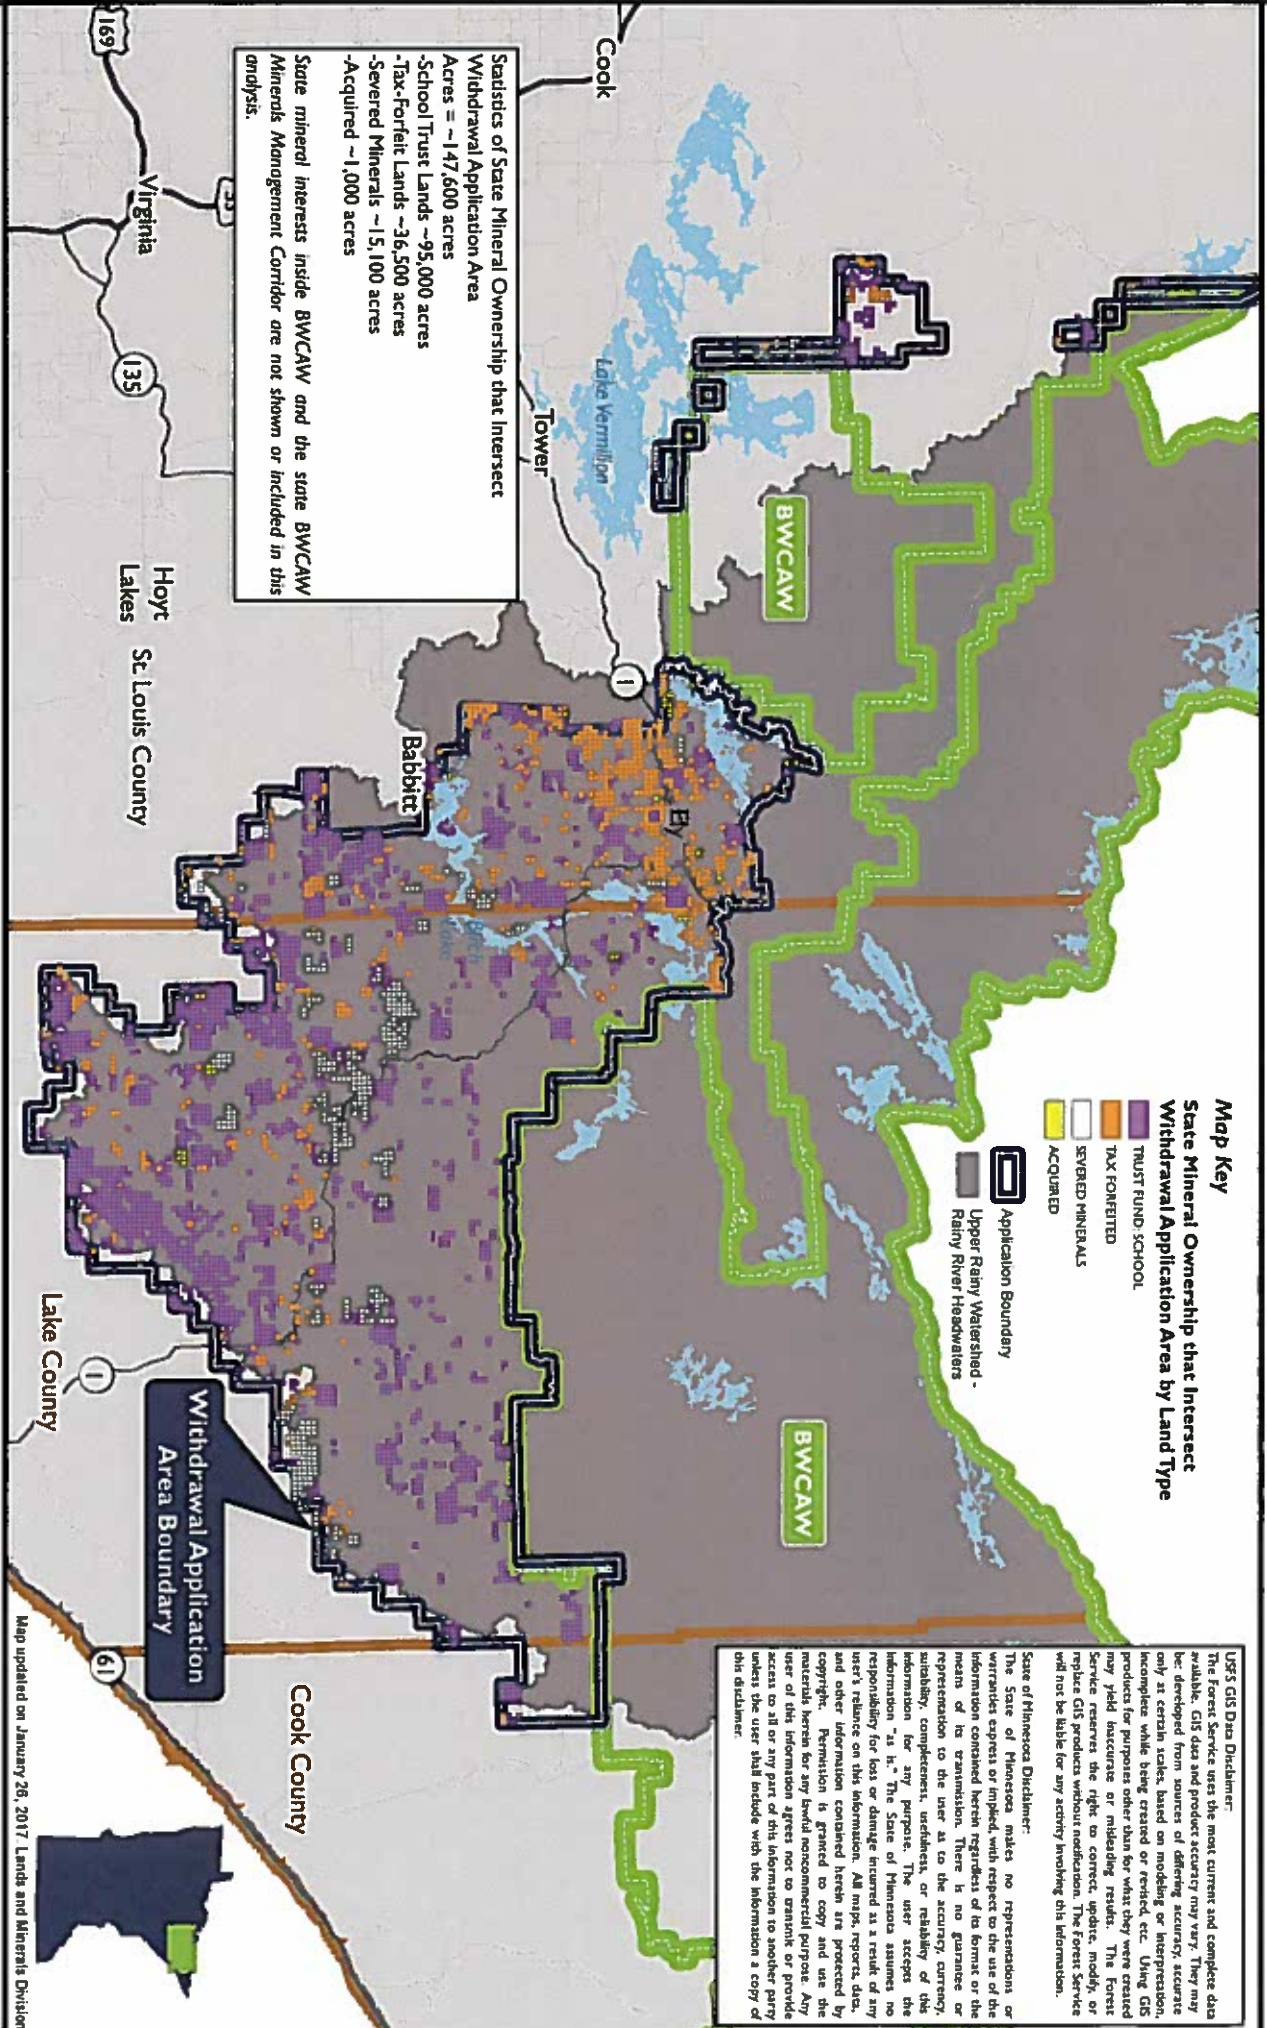 Map Key
State Mineral Ownership that Intersect
Withdrawal Application Area by Land Type
TRUST FUND: SCHOOL
TAX FORFEITED
SEVERED MINERALS
ACQUIRED
Application Boundary
Upper Rainy Watershed -
Rainy River Headwaters
USFS GIS Data Disclaimer:
The Forest Service uses the most current and complete data
available. GIS data and product accuracy may vary. They may
be: developed from sources of differing accuracy, accurate
only at certain scales, based on modeling or interpretation,
incomplete while being created or revised, etc. Using GIS
products for purposes other than for what they were created
may yield inaccurate or misleading results. The Forest
Service reserves the right to correct, update, modify, or
replace GIS products without notification. The Forest Service
will not be liable for any activity involving this information.
State of Minnesota Disclaimer:
The State of Minnesota makes no representations or
warranties express or implied, with respect to the use of the
information contained herein regardless of its format or the
means of its transmission. There is no guarantee or
representation to the user as to the accuracy, currency,
suitability, completeness, usefulness, or reliability of this
information for any purpose. The user accepts the
information "as is." The State of Minnesota assumes no
responsibility for loss or damage incurred as a result of any
user's reliance on this information. All maps, reports, data,
and other information contained herein are protected by
copyright. Permission is granted to copy and use the
materials herein for any lawful noncommercial purpose. Any
user of this information agrees not to transmit or provide
access to all or any part of this information to another party
unless the user shall include with the information a copy of
this disclaimer.
BWCAW
BWCAW
Cook
Lake Vermilion
Tower
1
Ely
Birch
Lake
Babbitt
Statistics of State Mineral Ownership that Intersect
Withdrawal Application Area
Acres = ~147,600 acres
-School Trust Lands ~95,000 acres
-Tax-Forfeit Lands ~36,500 acres
-Severed Minerals ~15,100 acres
-Acquired ~1,000 acres
State mineral interests inside BWCAW and the state BWCAW
Minerals Management Corridor are not shown or included in this
analysis.
169
53
Virginia
135
Hoyt
Lakes
St. Louis County
Lake County
1
Withdrawal Application
Area Boundary
61
Cook County
Map updated on January 26, 2017. Lands and Minerals Division